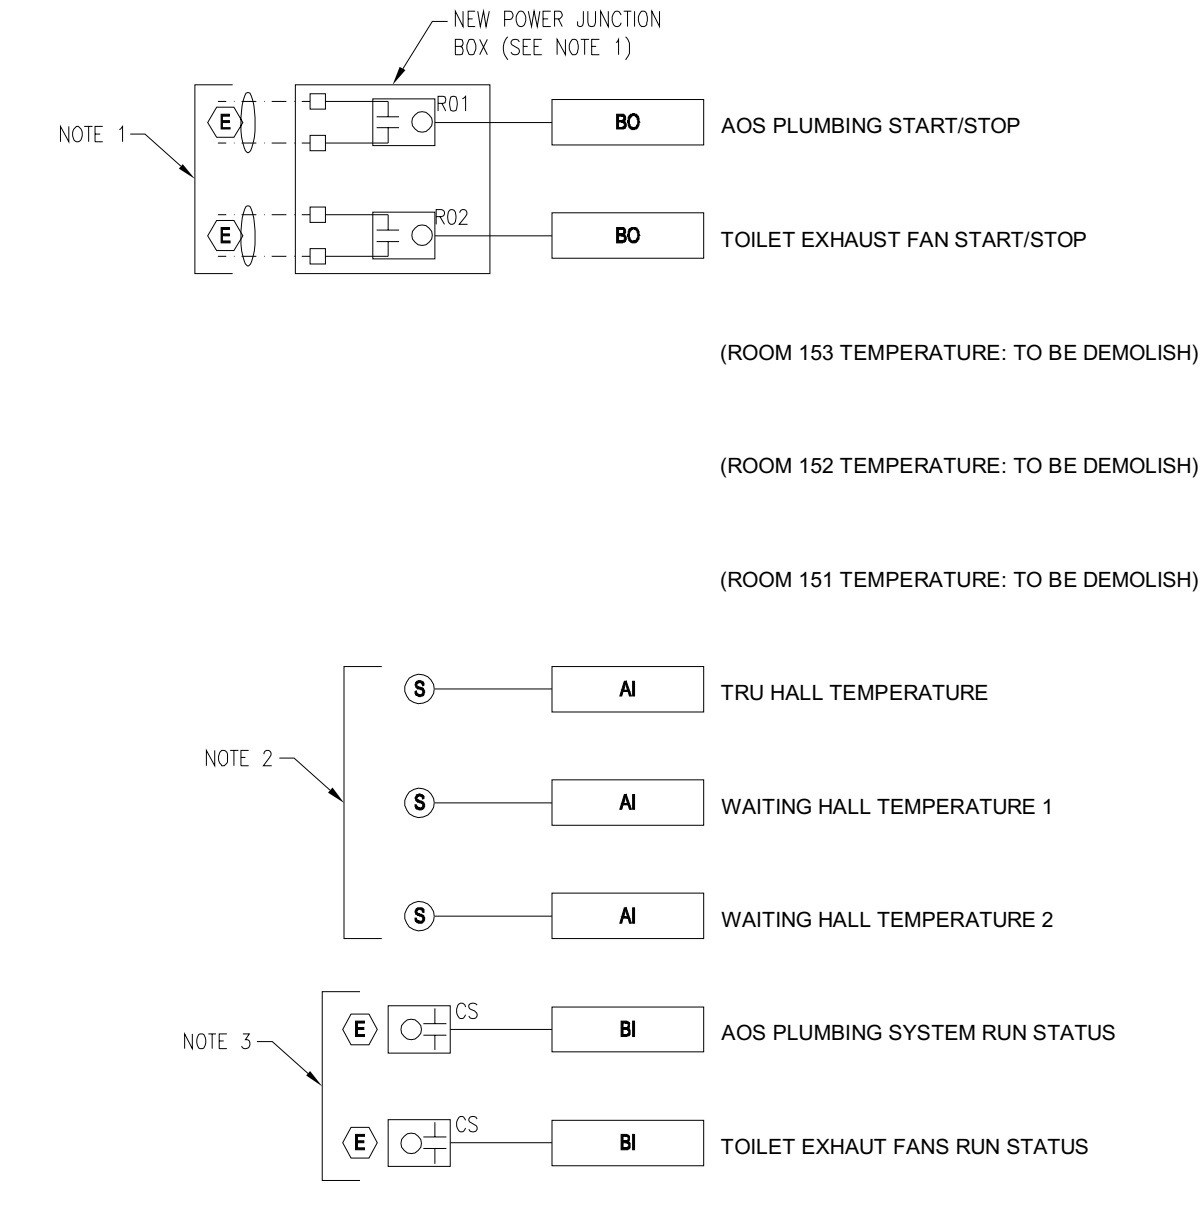 NEW POWER JUNCTION
BOX (SEE NOTE 1)
NOTE 1
E
R01
BO
AOS PLUMBING START/STOP
E
R02
BO
TOILET EXHAUST FAN START/STOP
(ROOM 153 TEMPERATURE: TO BE DEMOLISH)
(ROOM 152 TEMPERATURE: TO BE DEMOLISH)
(ROOM 151 TEMPERATURE: TO BE DEMOLISH)
S
AI
TRU HALL TEMPERATURE
NOTE 2
S
AI
WAITING HALL TEMPERATURE 1
S
AI
WAITING HALL TEMPERATURE 2
NOTE 3
E
CS
BI
AOS PLUMBING SYSTEM RUN STATUS
E
CS
BI
TOILET EXHAUT FANS RUN STATUS